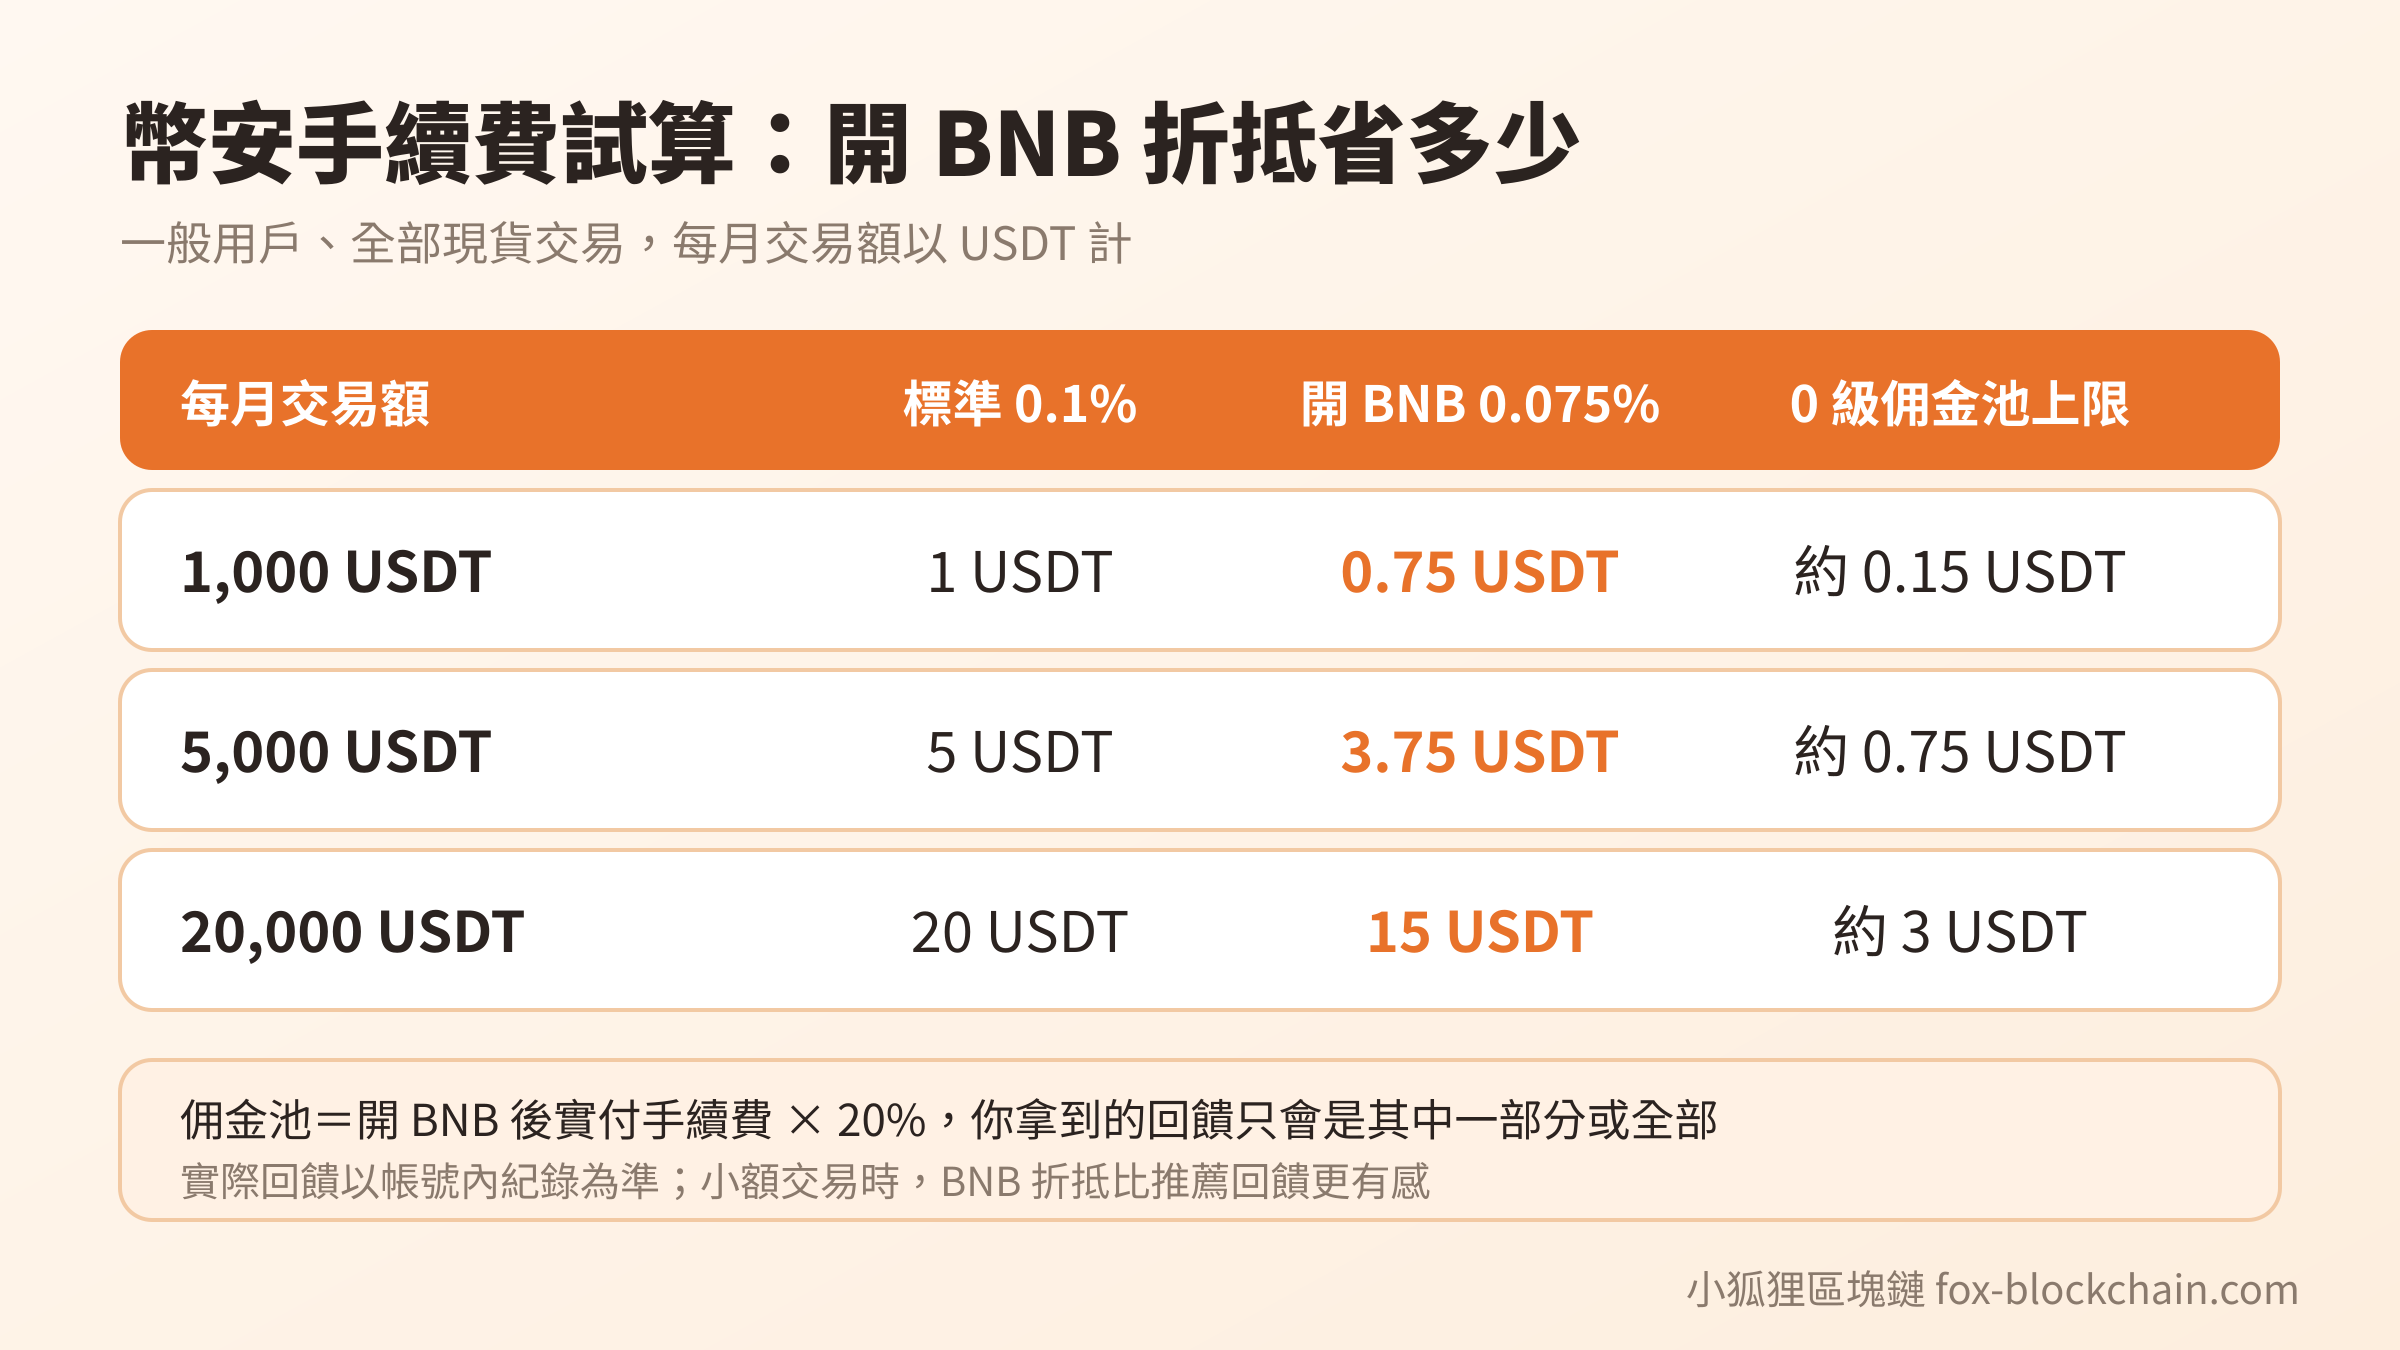 幣安手續費試算：開 BNB 折抵省多少
一般用戶、全部現貨交易，每月交易額以 USDT 計
每月交易額 標準 0.1% 開 BNB 0.075% 0 級佣金池上限
1,000 USDT 1 USDT 0.75 USDT 約 0.15 USDT
5,000 USDT 5 USDT 3.75 USDT 約 0.75 USDT
20,000 USDT 20 USDT 15 USDT 約 3 USDT
佣金池＝開 BNB 後實付手續費 × 20%，你拿到的回饋只會是其中一部分或全部
實際回饋以帳號內紀錄為準；小額交易時，BNB 折抵比推薦回饋更有感
小狐狸區塊鏈 fox-blockchain.com